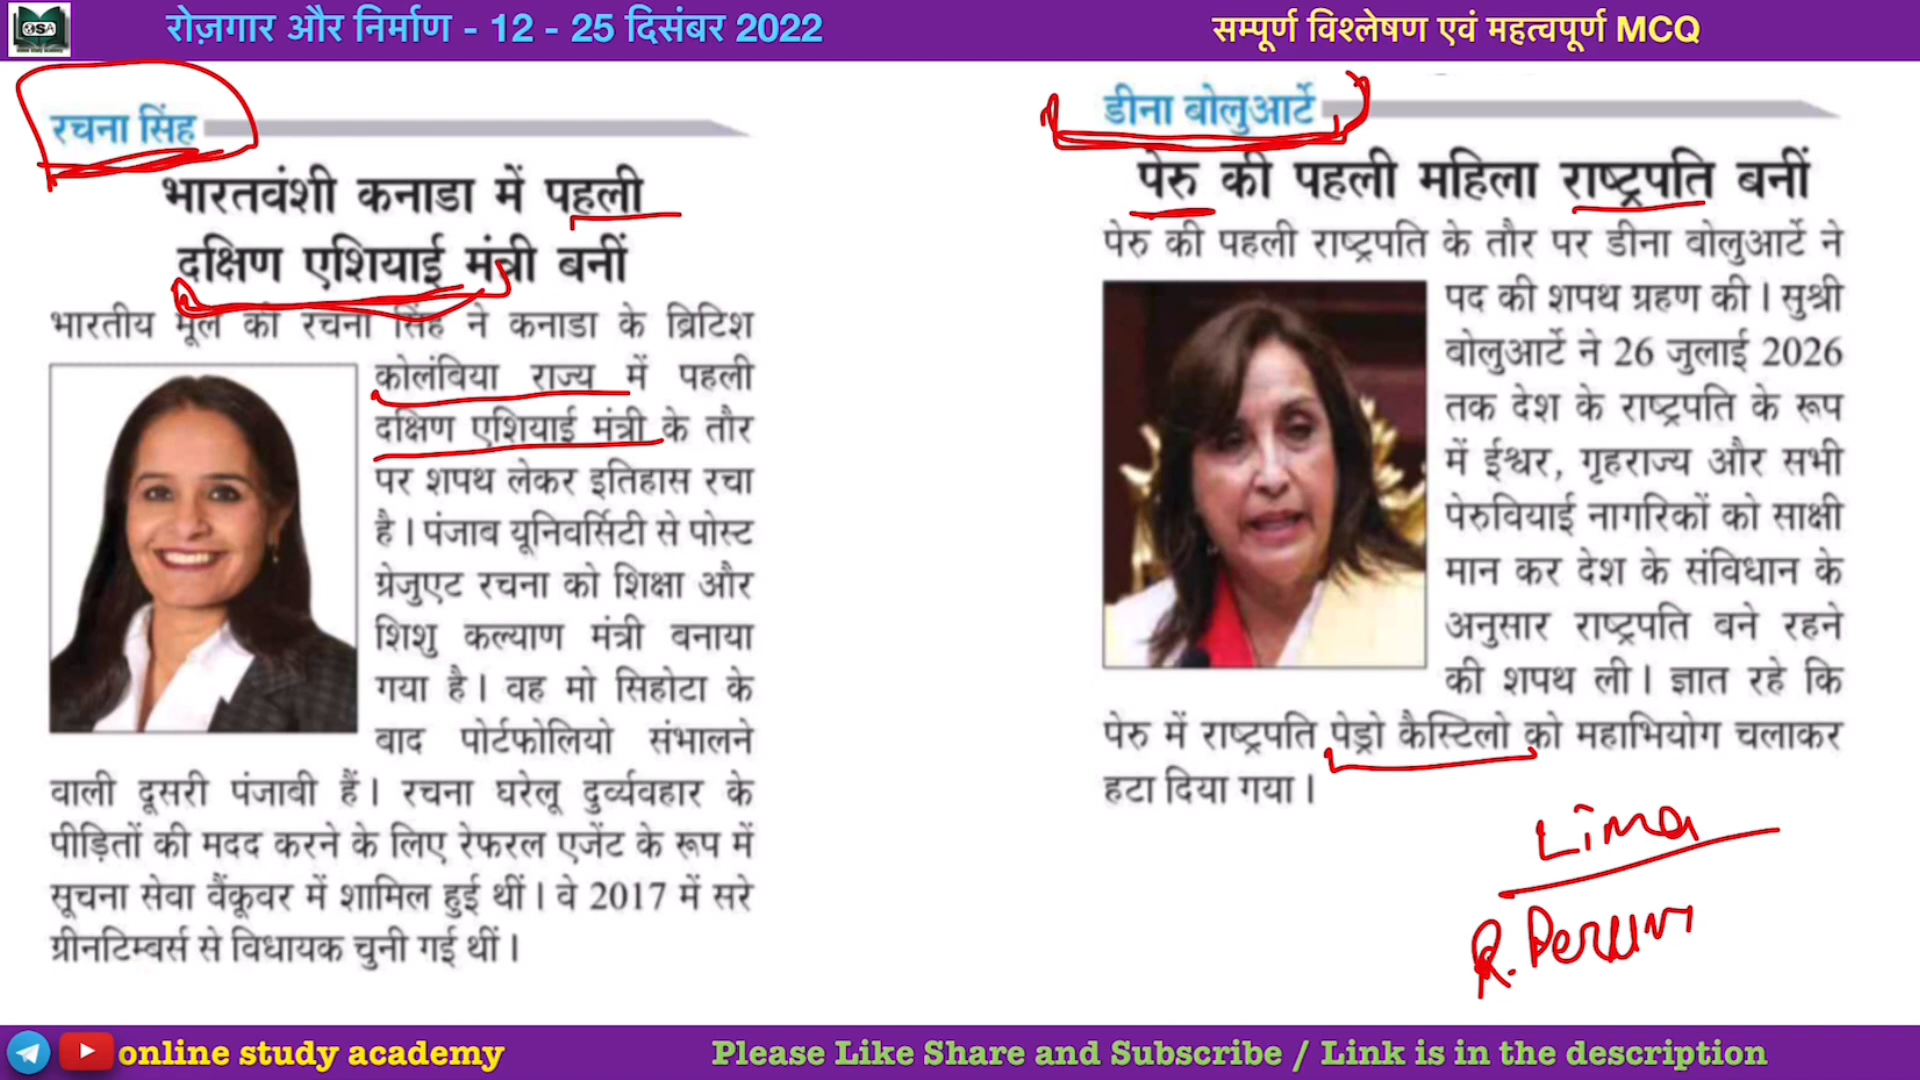 OSA
रोज़गार और निर्माण - 12 - 25 दिसंबर 2022
सम्पूर्ण विश्लेषण एवं महत्वपूर्ण MCQ
रचना सिंह
भारतवंशी कनाडा में पहली
दक्षिण एशियाई मंत्री बनीं
भारतीय मूल की रचना सिंह ने कनाडा के ब्रिटिश
कोलंबिया राज्य में पहली
दक्षिण एशियाई मंत्री के तौर
पर शपथ लेकर इतिहास रचा
है। पंजाब यूनिवर्सिटी से पोस्ट
ग्रेजुएट रचना को शिक्षा और
शिशु कल्याण मंत्री बनाया
गया है। वह मो सिहोटा के
बाद पोर्टफोलियो संभालने
वाली दूसरी पंजाबी हैं। रचना घरेलू दुर्व्यवहार के
पीड़ितों की मदद करने के लिए रेफरल एजेंट के रूप में
सूचना सेवा वैंकूवर में शामिल हुई थीं। वे 2017 में सरे
ग्रीनटिम्वर्स से विधायक चुनी गई थीं।
डीना बोलुआर्टे
पेरु की पहली महिला राष्ट्रपति बनीं
पेरु की पहली राष्ट्रपति के तौर पर डीना बोलुआर्टे ने
पद की शपथ ग्रहण की। सुश्री
बोलुआर्टे ने 26 जुलाई 2026
तक देश के राष्ट्रपति के रूप
में ईश्वर, गृहराज्य और सभी
पेरुवियाई नागरिकों को साक्षी
मान कर देश के संविधान के
अनुसार राष्ट्रपति बने रहने
की शपथ ली। ज्ञात रहे कि
पेरु में राष्ट्रपति पेड्रो कैस्टिलो को महाभियोग चलाकर
हटा दिया गया।
Lima
online study academy
Please Like Share and Subscribe / Link is in the description